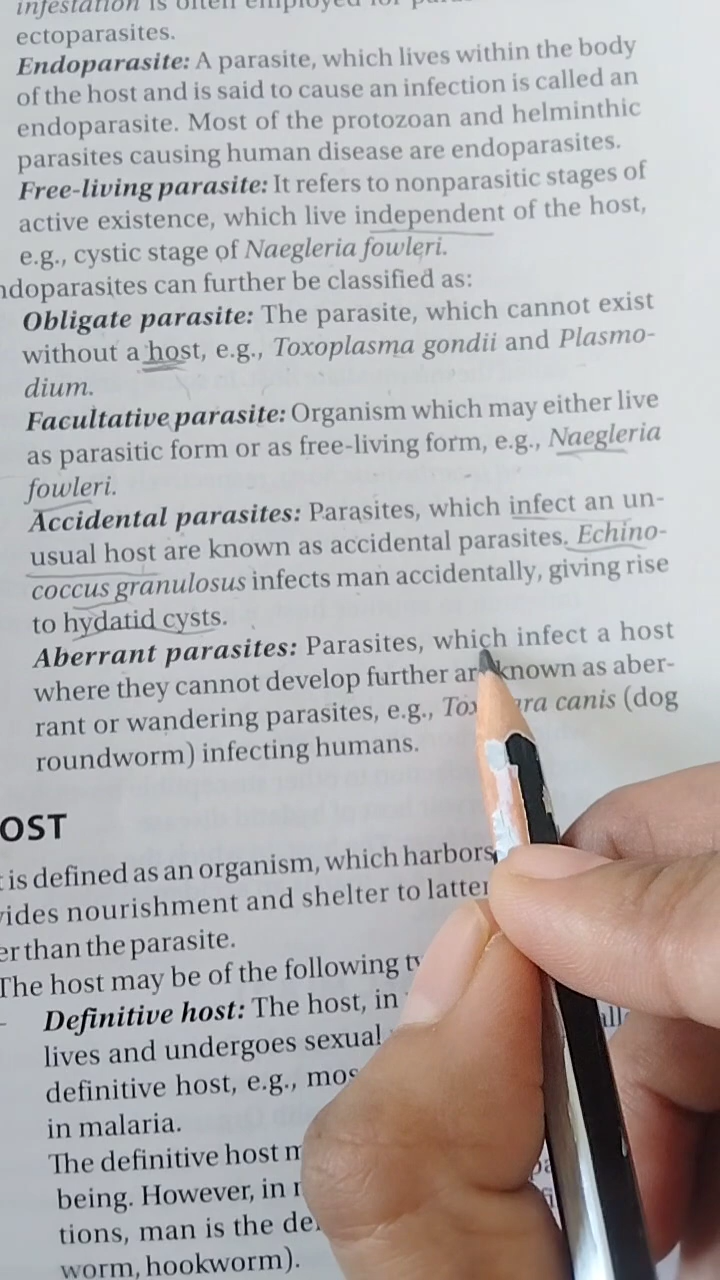 infestation is often employed for
ectoparasites.
Endoparasite: A parasite, which lives within the body
of the host and is said to cause an infection is called an
endoparasite. Most of the protozoan and helminthic
parasites causing human disease are endoparasites.
Free-living parasite: It refers to nonparasitic stages of
active existence, which live independent of the host,
e.g., cystic stage of Naegleria fowleri.
ndoparasites can further be classified as:
Obligate parasite: The parasite, which cannot exist
without a host, e.g., Toxoplasma gondii and Plasmo-
dium.
Facultative parasite: Organism which may either live
as parasitic form or as free-living form, e.g., Naegleria
fowleri.
Accidental parasites: Parasites, which infect an un-
usual host are known as accidental parasites. Echino-
coccus granulosus infects man accidentally, giving rise
to hydatid cysts.
Aberrant parasites: Parasites, which infect a host
where they cannot develop further are known as aber-
rant or wandering parasites, e.g., canis (dog
roundworm) infecting humans.
OST
is defined as an organism, which harbors
vides nourishment and shelter to latter
er than the parasite.
The host may be of the following
Definitive host: The host, in
lives and undergoes sexual
definitive host, e.g.,
in malaria.
The definitive host
being. However, in
tions, man is the
worm, hookworm).